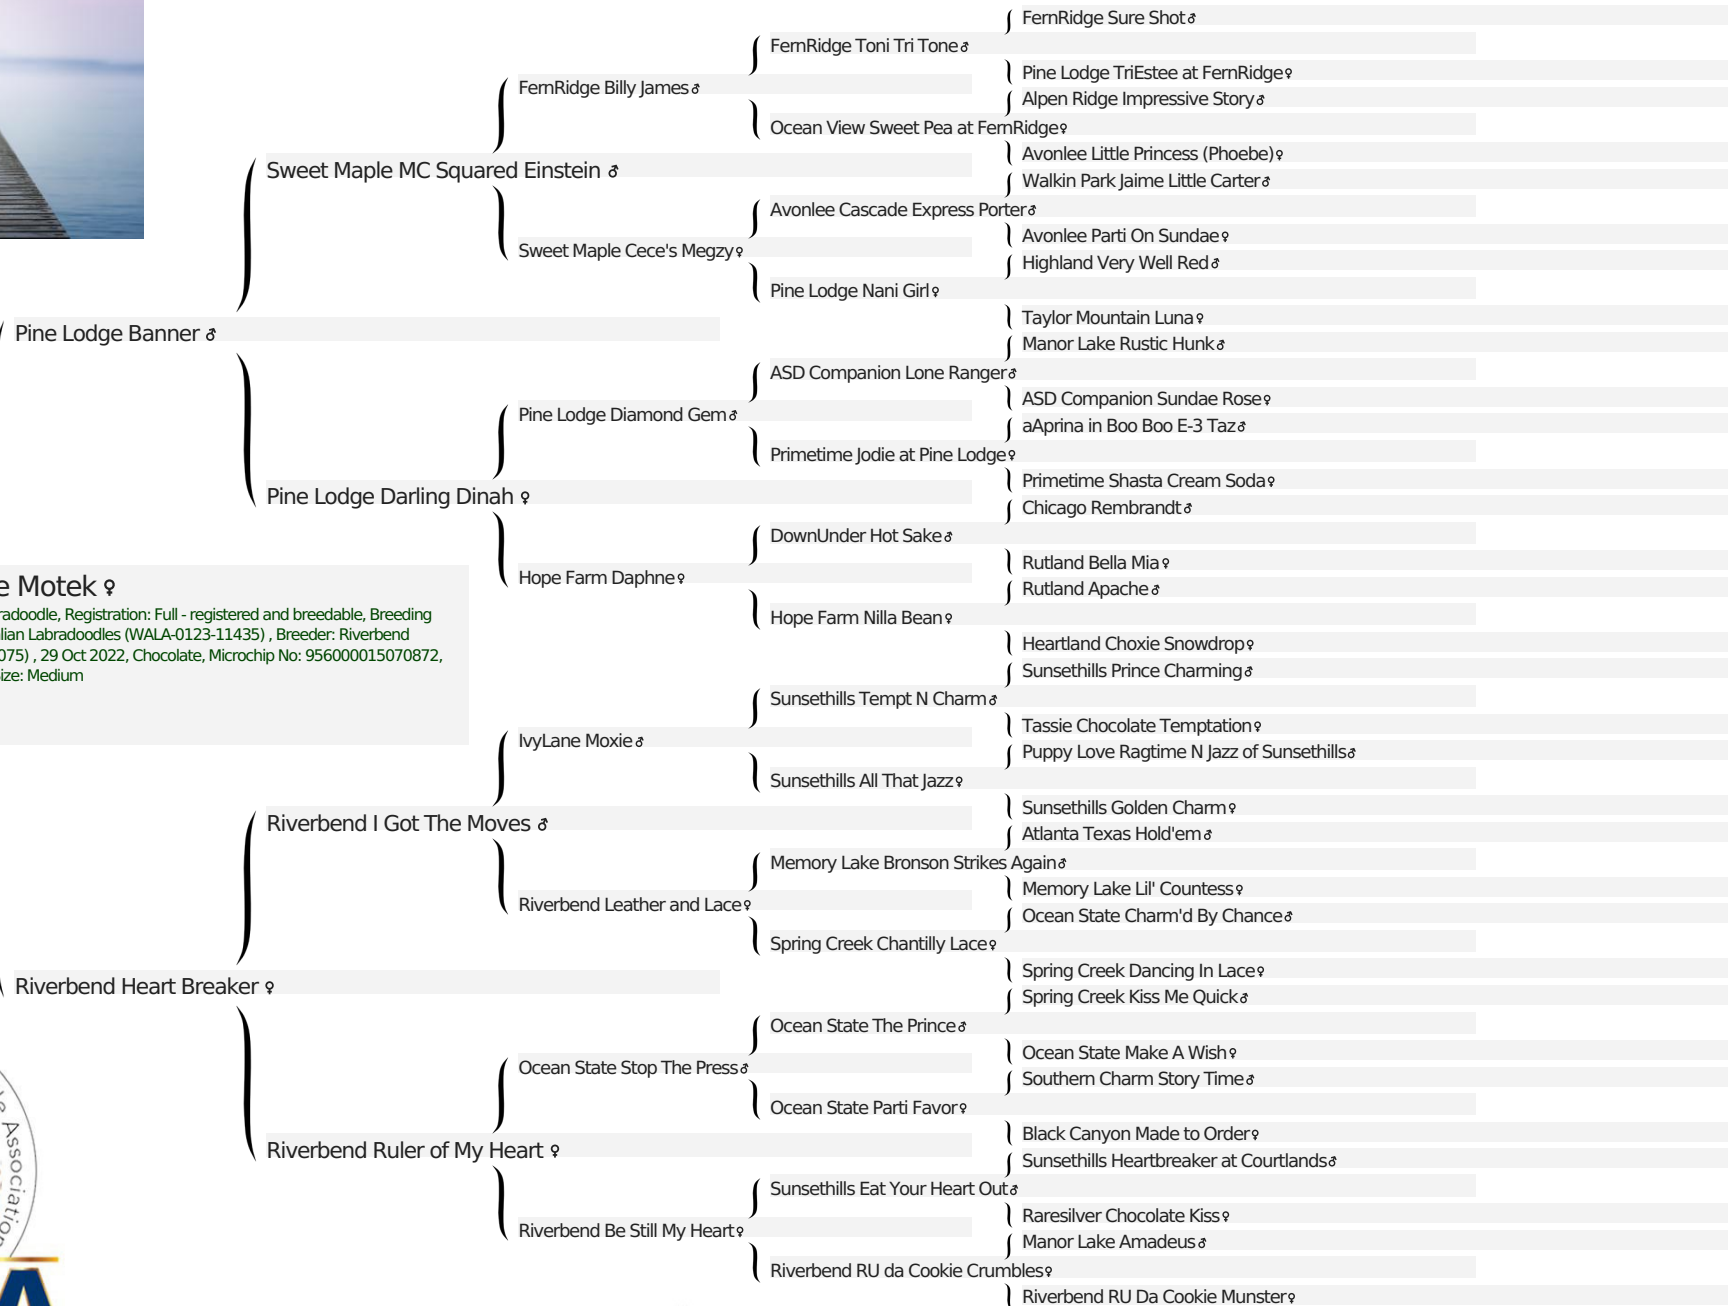 FernRidge Sure Shot♂
FernRidge Toni Tri Tone♂
Pine Lodge TriEstee at FernRidge♀
FernRidge Billy James♂
Alpen Ridge Impressive Story♂
Ocean View Sweet Pea at FernRidge♀
Avonlee Little Princess (Phoebe)♀
Sweet Maple MC Squared Einstein ♂
Walkin Park Jaime Little Carter♂
Avonlee Cascade Express Porter♂
Avonlee Parti On Sundae♀
Sweet Maple Cece's Megzy♀
Highland Very Well Red♂
Pine Lodge Nani Girl♀
Taylor Mountain Luna♀
Pine Lodge Banner ♂
Manor Lake Rustic Hunk♂
ASD Companion Lone Ranger♂
ASD Companion Sundae Rose♀
Pine Lodge Diamond Gem♂
aAprina in Boo Boo E-3 Taz♂
Primetime Jodie at Pine Lodge♀
Primetime Shasta Cream Soda♀
Pine Lodge Darling Dinah ♀
Chicago Rembrandt♂
DownUnder Hot Sake♂
Rutland Bella Mia♀
Hope Farm Daphne♀
Rutland Apache♂
Hope Farm Nilla Bean♀
Heartland Choxie Snowdrop♀
e Motek ♀
radoodle, Registration: Full - registered and breedable, Breeding
lian Labradoodles (WALA-0123-11435) , Breeder: Riverbend
075) , 29 Oct 2022, Chocolate, Microchip No: 956000015070872,
ize: Medium
Sunsethills Prince Charming♂
Sunsethills Tempt N Charm♂
Tassie Chocolate Temptation♀
IvyLane Moxie♂
Puppy Love Ragtime N Jazz of Sunsethills♂
Sunsethills All That Jazz♀
Sunsethills Golden Charm♀
Riverbend I Got The Moves ♂
Atlanta Texas Hold'em♂
Memory Lake Bronson Strikes Again♂
Memory Lake Lil' Countess♀
Riverbend Leather and Lace♀
Ocean State Charm'd By Chance♂
Spring Creek Chantilly Lace♀
Spring Creek Dancing In Lace♀
Riverbend Heart Breaker ♀
Spring Creek Kiss Me Quick♂
Ocean State The Prince♂
Ocean State Make A Wish♀
Ocean State Stop The Press♂
Southern Charm Story Time♂
Ocean State Parti Favor♀
Black Canyon Made to Order♀
Riverbend Ruler of My Heart ♀
Sunsethills Heartbreaker at Courtlands♂
Sunsethills Eat Your Heart Out♂
Raresilver Chocolate Kiss♀
Riverbend Be Still My Heart♀
Manor Lake Amadeus♂
Riverbend RU da Cookie Crumbles♀
Riverbend RU Da Cookie Munster♀
Association
A